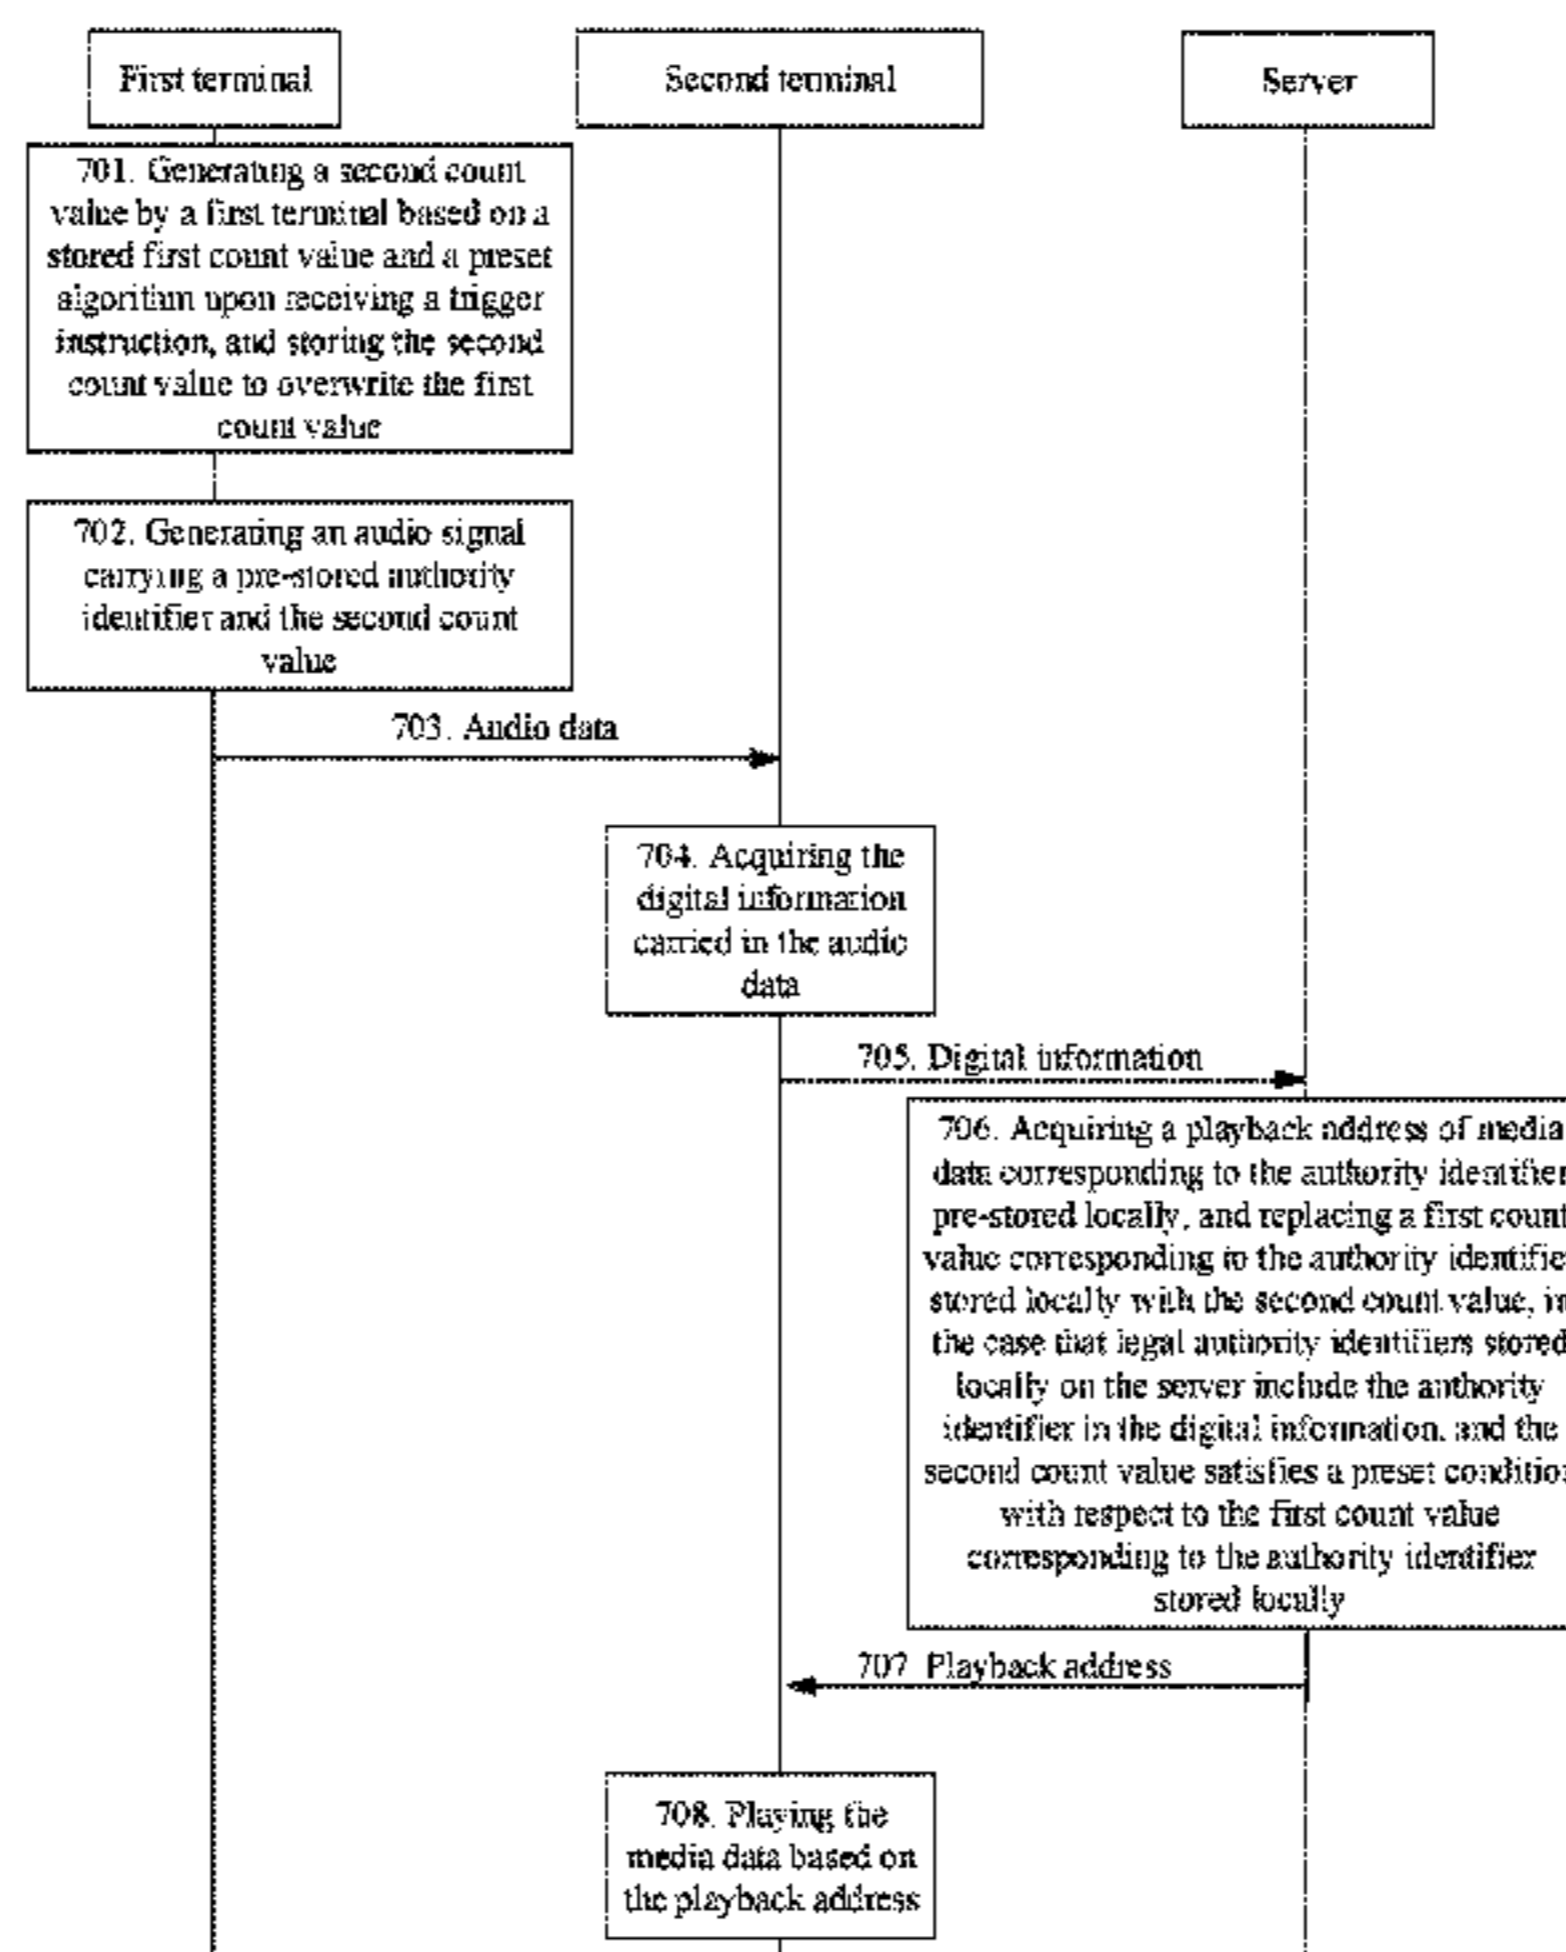 First terminal
Second terminal
Server
701. Generating a second count
value by a first terminal based on a
stored first count value and a preset
algorithm upon receiving a trigger
instruction, and storing the second
count value to overwrite the first
count value
702. Generating an audio signal
carrying a pre-stored authority
identifier and the second count
value
703. Audio data
704. Acquiring the
digital information
carried in the audio
data
705. Digital information
706. Acquiring a playback address of media
data corresponding to the authority identifier
pre-stored locally, and replacing a first count
value corresponding to the authority identifie
stored locally with the second count value, in
the case that legal authority identifiers stored
locally on the server include the authority
identifier in the digital information, and the
second count value satisfies a preset condition
with respect to the first count value
corresponding to the authority identifier
stored locally
707 Playback address
708. Playing the
media data based on
the playback address